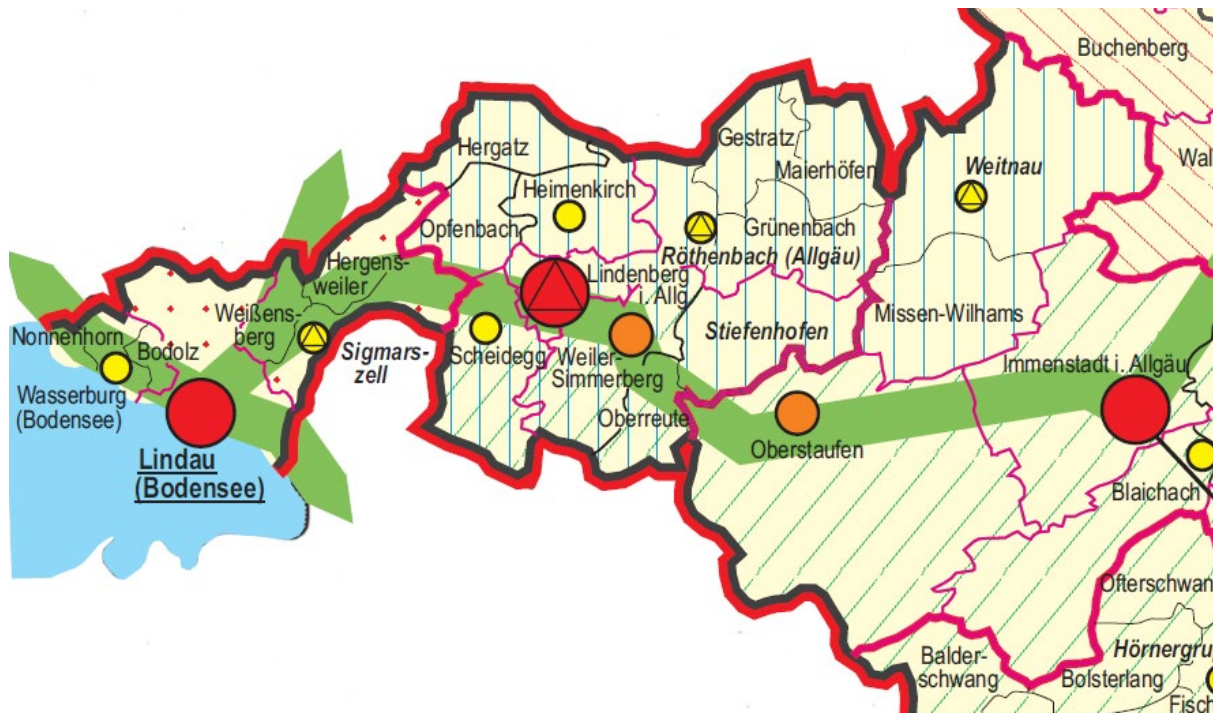 Buchenberg
Gestratz
Hergatz
Wal
Maierhöfen
Weitnau
Heimenkirch
Opfenbach
Grünenbach
Röthenbach (Allgäu)
Hergens-
weiler
Lindenberg
i. Allg
Weißens-
berg
Missen-Wilhams
Stiefenhofen
Nonnenhorn
Bodolz
Sigmars-
zell
Scheidegg
Weiler-
Simmerberg
Immenstadt i. Allgäu
Wasserburg
(Bodensee)
Oberreute
Oberstaufen
Lindau
(Bodensee)
Blaichach
Ofterschwan
Hörnergru
Balder-
schwang
Bolsterlang
Fisch